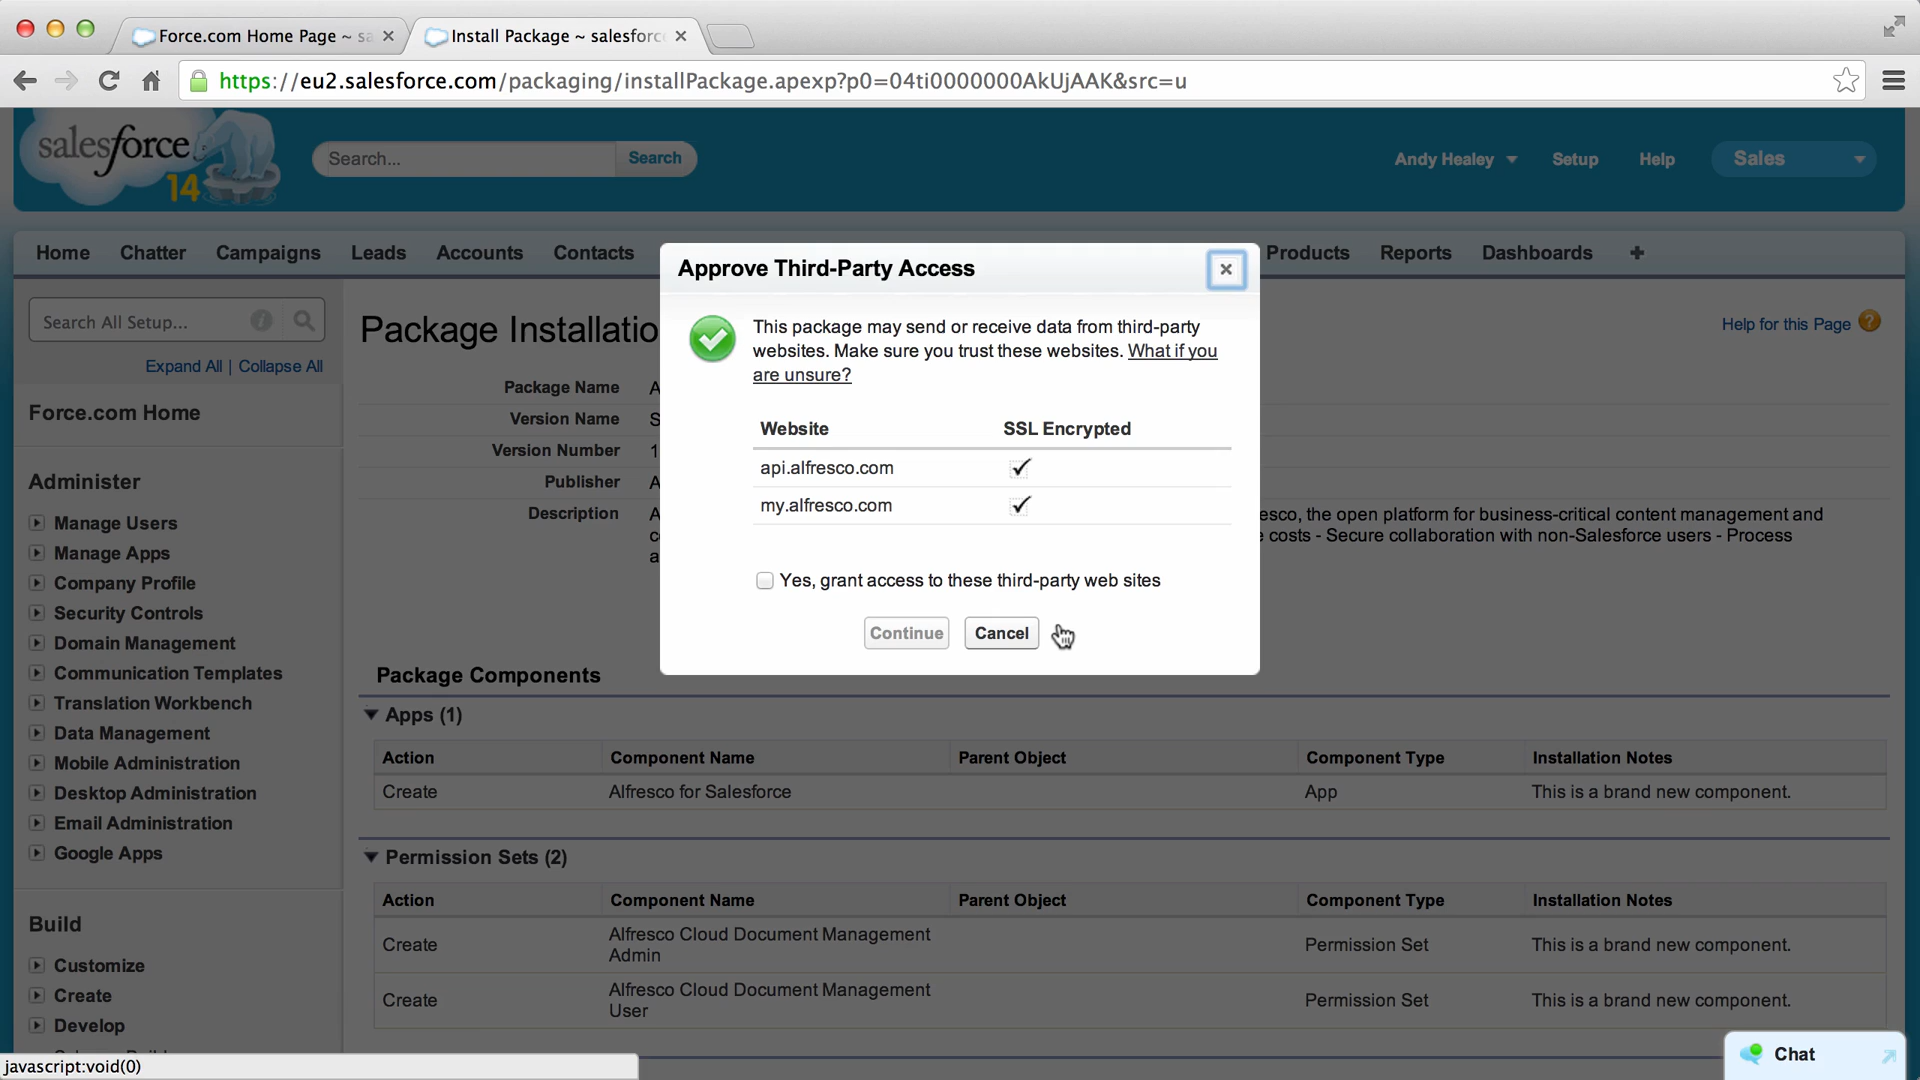 Force.com Home Page ~ sa
Install Package ~ salesforc
https://eu2.salesforce.com/packaging/installPackage.apexp?p0=04ti0000000AkUjAAK&src=u
salesforce
14
Search...
Search
Andy Healey
Setup
Help
Sales
Home
Chatter
Campaigns
Leads
Accounts
Contacts
Products
Reports
Dashboards
Search All Setup...
Expand All | Collapse All
Force.com Home
Administer
Manage Users
Manage Apps
Company Profile
Security Controls
Domain Management
Communication Templates
Translation Workbench
Data Management
Mobile Administration
Desktop Administration
Email Administration
Google Apps
Build
Customize
Create
Develop
javascript:void(0)
Package Installatio
Help for this Page
Package Name A
Version Name S
Version Number 1
Publisher A
Description A
esco, the open platform for business-critical content management and
c
e costs - Secure collaboration with non-Salesforce users - Process
a
Approve Third-Party Access
This package may send or receive data from third-party
websites. Make sure you trust these websites. What if you
are unsure?
Website SSL Encrypted
api.alfresco.com
my.alfresco.com
Yes, grant access to these third-party web sites
Continue
Cancel
Package Components
Apps (1)
Action Component Name Parent Object Component Type Installation Notes
Create Alfresco for Salesforce App This is a brand new component.
Permission Sets (2)
Action Component Name Parent Object Component Type Installation Notes
Create Alfresco Cloud Document Management Admin Permission Set This is a brand new component.
Create Alfresco Cloud Document Management User Permission Set This is a brand new component.
Chat